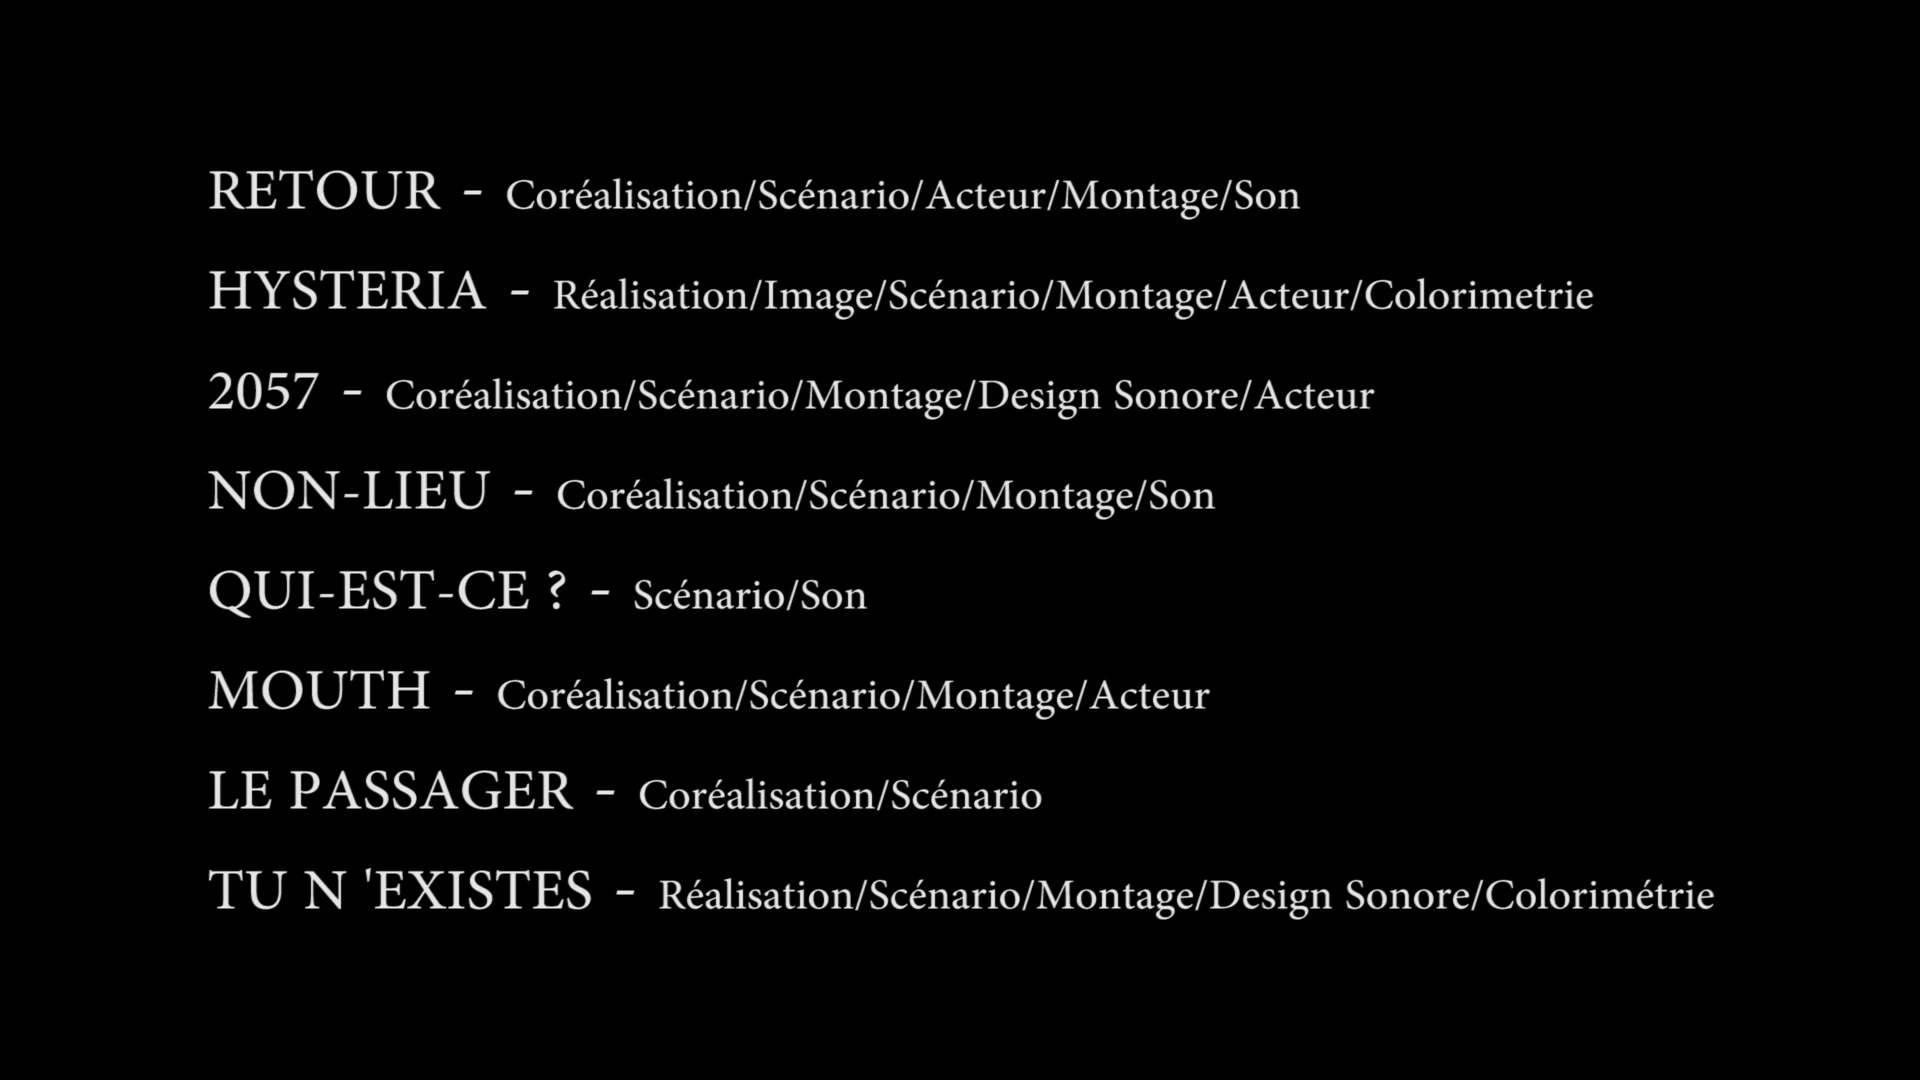 RETOUR - Coréalisation/Scénario/Acteur/Montage/Son
HYSTERIA - Réalisation/Image/Scénario/Montage/Acteur/Colorimetrie
2057 - Coréalisation/Scénario/Montage/Design Sonore/Acteur
NON-LIEU - Coréalisation/Scénario/Montage/Son
QUI-EST-CE ? - Scénario/Son
MOUTH - Coréalisation/Scénario/Montage/Acteur
LE PASSAGER - Coréalisation/Scénario
TU N 'EXISTES - Réalisation/Scénario/Montage/Design Sonore/Colorimétrie